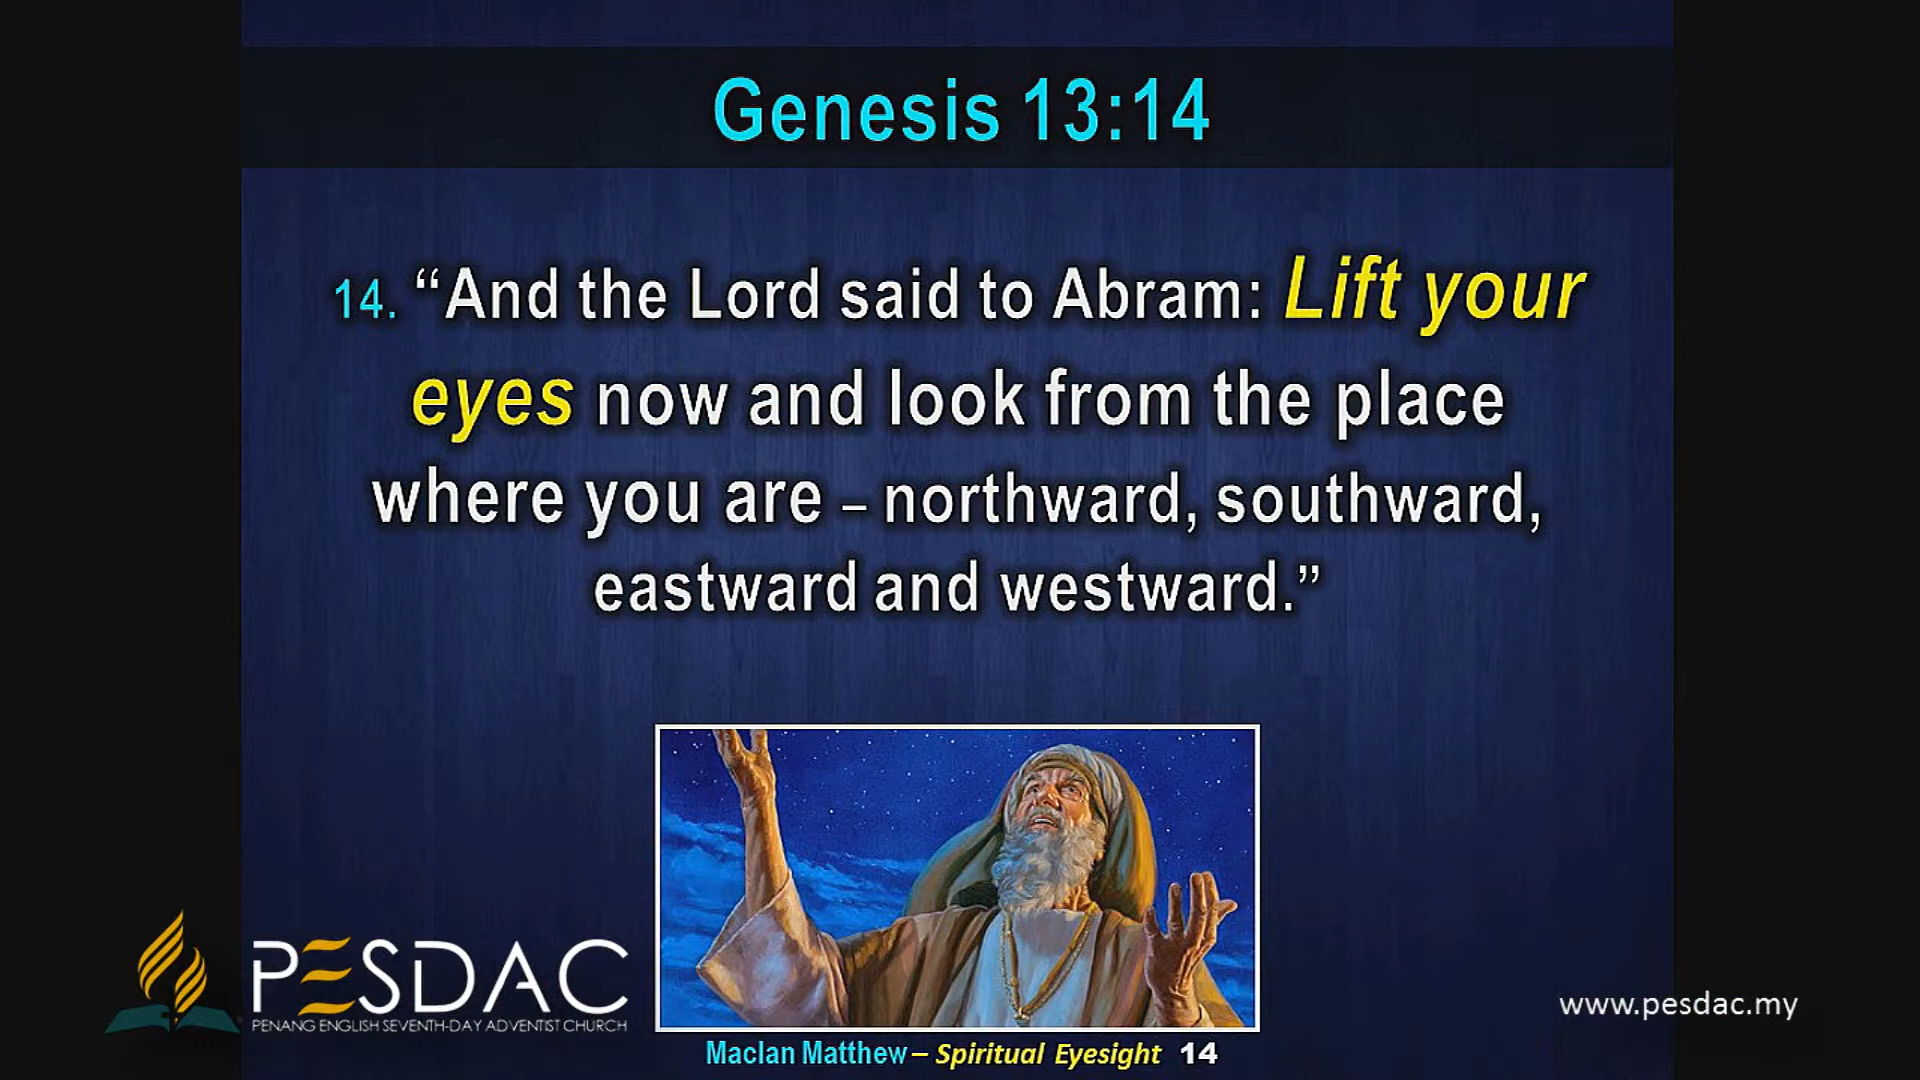 Genesis 13:14
14. “And the Lord said to Abram: Lift your
eyes now and look from the place
where you are – northward, southward,
eastward and westward.”
PESDAC
PENANG ENGLISH SEVENTH-DAY ADVENTIST CHURCH
www.pesdac.my
Maclan Matthew – Spiritual Eyesight 14